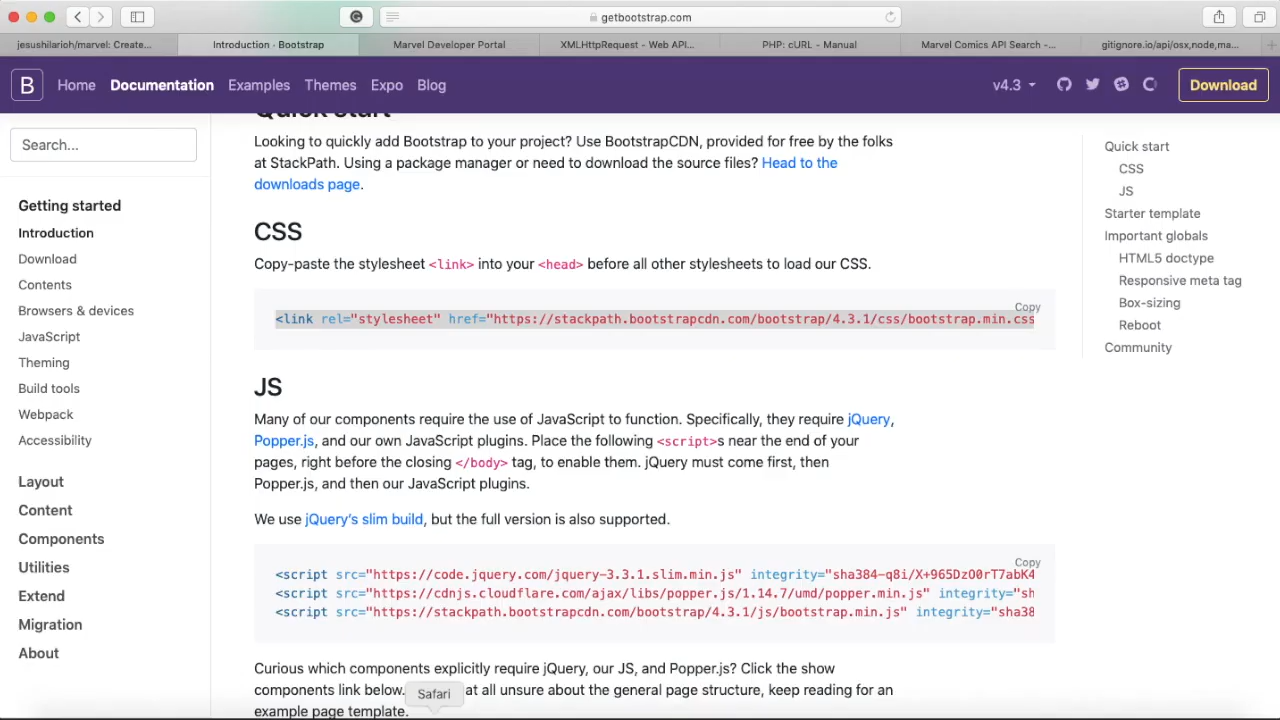 getbootstrap.com
jesushilarioh/marvel: Create...
Introduction · Bootstrap
Marvel Developer Portal
XMLHttpRequest - Web API...
PHP: cURL - Manual
Marvel Comics API Search -...
gitignore.io/api/osx,node,ma...
B
Home
Documentation
Examples
Themes
Expo
Blog
v4.3
Download
Search...
Getting started
Introduction
Download
Contents
Browsers & devices
JavaScript
Theming
Build tools
Webpack
Accessibility
Layout
Content
Components
Utilities
Extend
Migration
About
Quick start
Looking to quickly add Bootstrap to your project? Use BootstrapCDN, provided for free by the folks
at StackPath. Using a package manager or need to download the source files? Head to the
downloads page.
CSS
Copy-paste the stylesheet <link> into your <head> before all other stylesheets to load our CSS.
Copy
<link rel="stylesheet" href="https://stackpath.bootstrapcdn.com/bootstrap/4.3.1/css/bootstrap.min.css
JS
Many of our components require the use of JavaScript to function. Specifically, they require jQuery,
Popper.js, and our own JavaScript plugins. Place the following <script>s near the end of your
pages, right before the closing </body> tag, to enable them. jQuery must come first, then
Popper.js, and then our JavaScript plugins.
We use jQuery's slim build, but the full version is also supported.
Copy
<script src="https://code.jquery.com/jquery-3.3.1.slim.min.js" integrity="sha384-q8i/X+965DzO0rT7abK4
<script src="https://cdnjs.cloudflare.com/ajax/libs/popper.js/1.14.7/umd/popper.min.js" integrity="sh
<script src="https://stackpath.bootstrapcdn.com/bootstrap/4.3.1/js/bootstrap.min.js" integrity="sha38
Curious which components explicitly require jQuery, our JS, and Popper.js? Click the show
components link below. at all unsure about the general page structure, keep reading for an
example page template.
Safari
Quick start
CSS
JS
Starter template
Important globals
HTML5 doctype
Responsive meta tag
Box-sizing
Reboot
Community